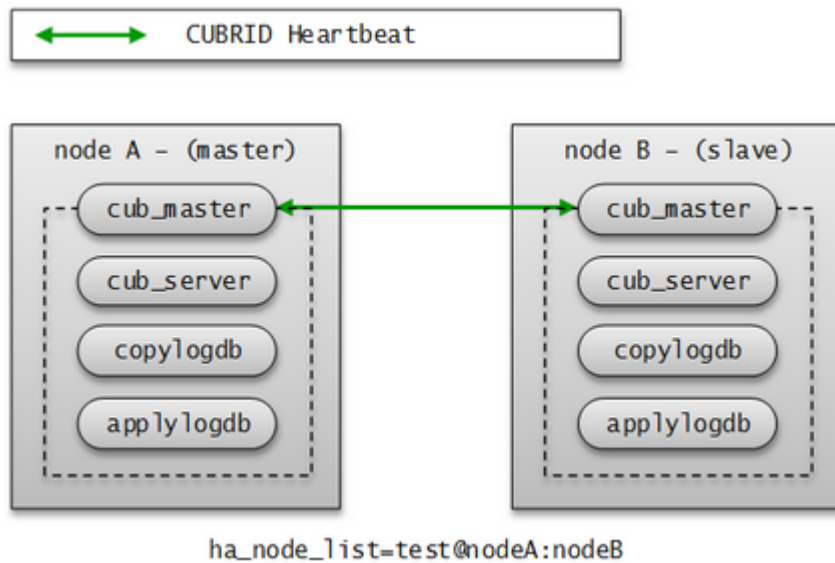 CUBRID Heartbeat
node A – (master)
cub_master
cub_server
copylogdb
applylogdb
node B – (slave)
cub_master
cub_server
copylogdb
applylogdb
ha_node_list=test@nodeA:nodeB